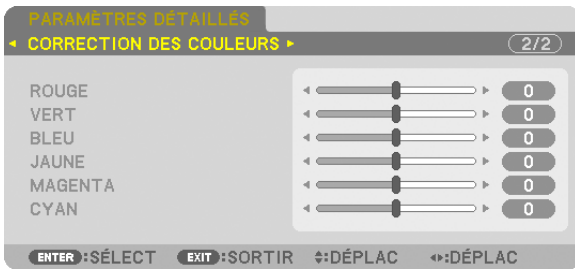 PARAMÈTRES DÉTAILLÉS
CORRECTION DES COULEURS 2/2
ROUGE 0
VERT 0
BLEU 0
JAUNE 0
MAGENTA 0
CYAN 0
ENTER :SÉLECT EXIT :SORTIR :DÉPLAC :DÉPLAC